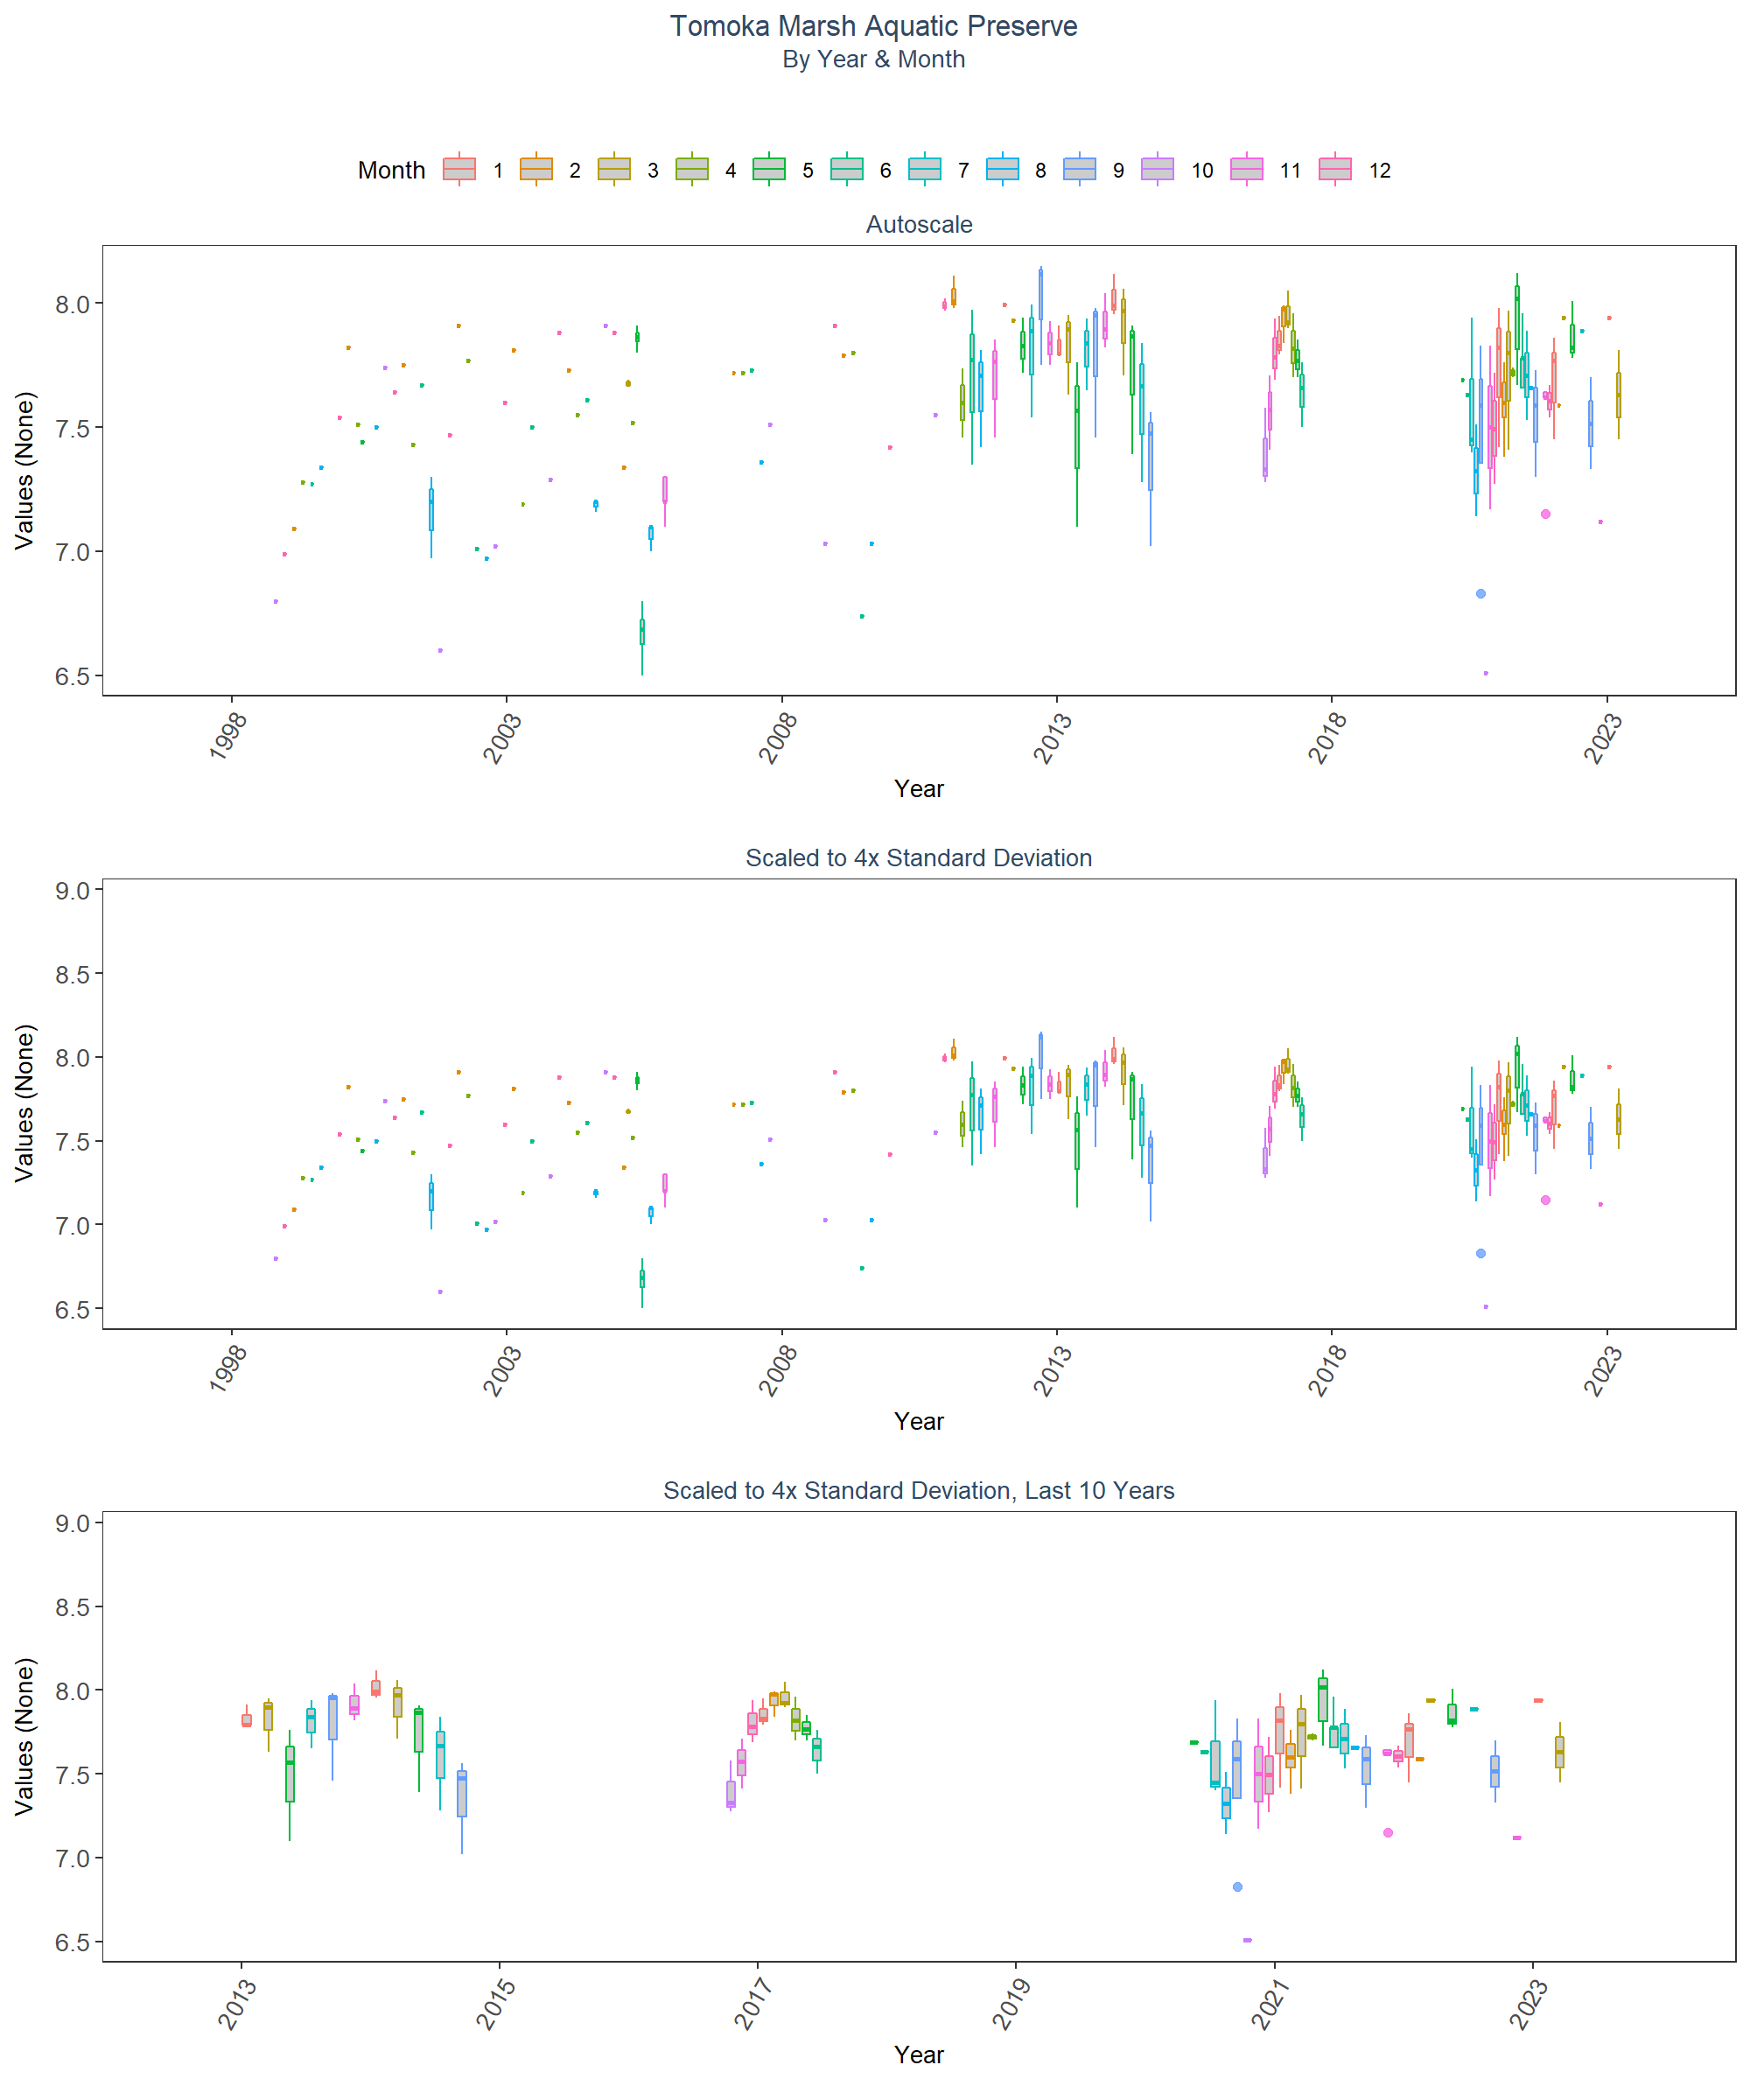 Tomoka Marsh Aquatic Preserve
By Year & Month
Month 1 2 3 4 5 6 7 8 9 10 11 12
Autoscale
Values (None)
8.0
7.5
7.0
6.5
1998 2003 2008 2013 2018 2023
Year
Scaled to 4x Standard Deviation
Values (None)
9.0
8.5
8.0
7.5
7.0
6.5
1998 2003 2008 2013 2018 2023
Year
Scaled to 4x Standard Deviation, Last 10 Years
Values (None)
9.0
8.5
8.0
7.5
7.0
6.5
2013 2015 2017 2019 2021 2023
Year